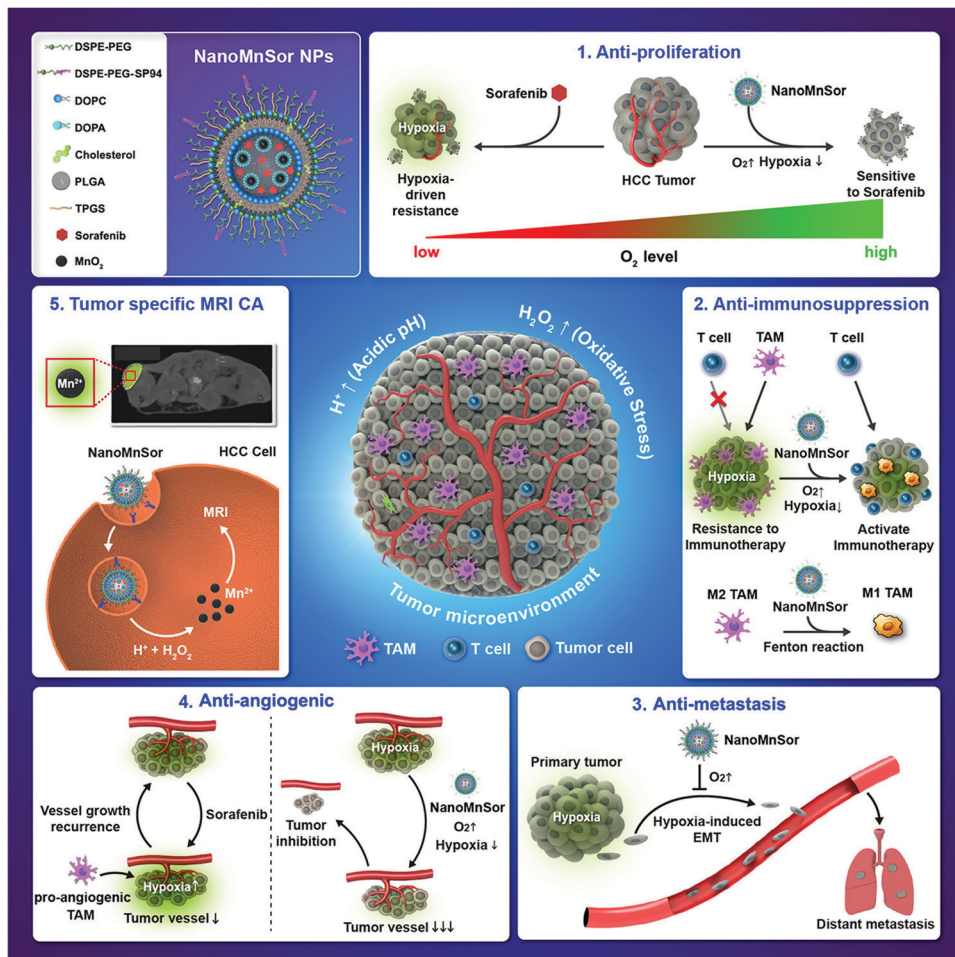 DSPE-PEG
DSPE-PEG-SP94
DOPC
DOPA
Cholesterol
PLGA
TPGS
Sorafenib
MnO₂
NanoMnSor NPs
1. Anti-proliferation
Sorafenib
NanoMnSor
Hypoxia
O₂↑ Hypoxia ↓
Hypoxia-
driven
resistance
HCC Tumor
Sensitive
to Sorafenib
low
O₂ level
high
5. Tumor specific MRI CA
Mn²⁺
NanoMnSor
HCC Cell
MRI
Mn²⁺
H⁺ + H₂O₂
H⁺↑ (Acidic pH)
H₂O₂ ↑ (Oxidative Stress)
Tumor microenvironment
TAM
T cell
Tumor cell
2. Anti-immunosuppression
T cell
TAM
T cell
NanoMnSor
Hypoxia
O₂↑
Hypoxia↓
Resistance to
Immunotherapy
Activate
Immunotherapy
M2 TAM
NanoMnSor
M1 TAM
Fenton reaction
4. Anti-angiogenic
Vessel growth
recurrence
Sorafenib
pro-angiogenic
TAM
Hypoxia↑
Tumor vessel ↓
Hypoxia
Tumor
inhibition
NanoMnSor
O₂↑
Hypoxia ↓
Tumor vessel ↓↓↓
3. Anti-metastasis
NanoMnSor
Primary tumor
O₂↑
Hypoxia
Hypoxia-induced
EMT
Distant metastasis